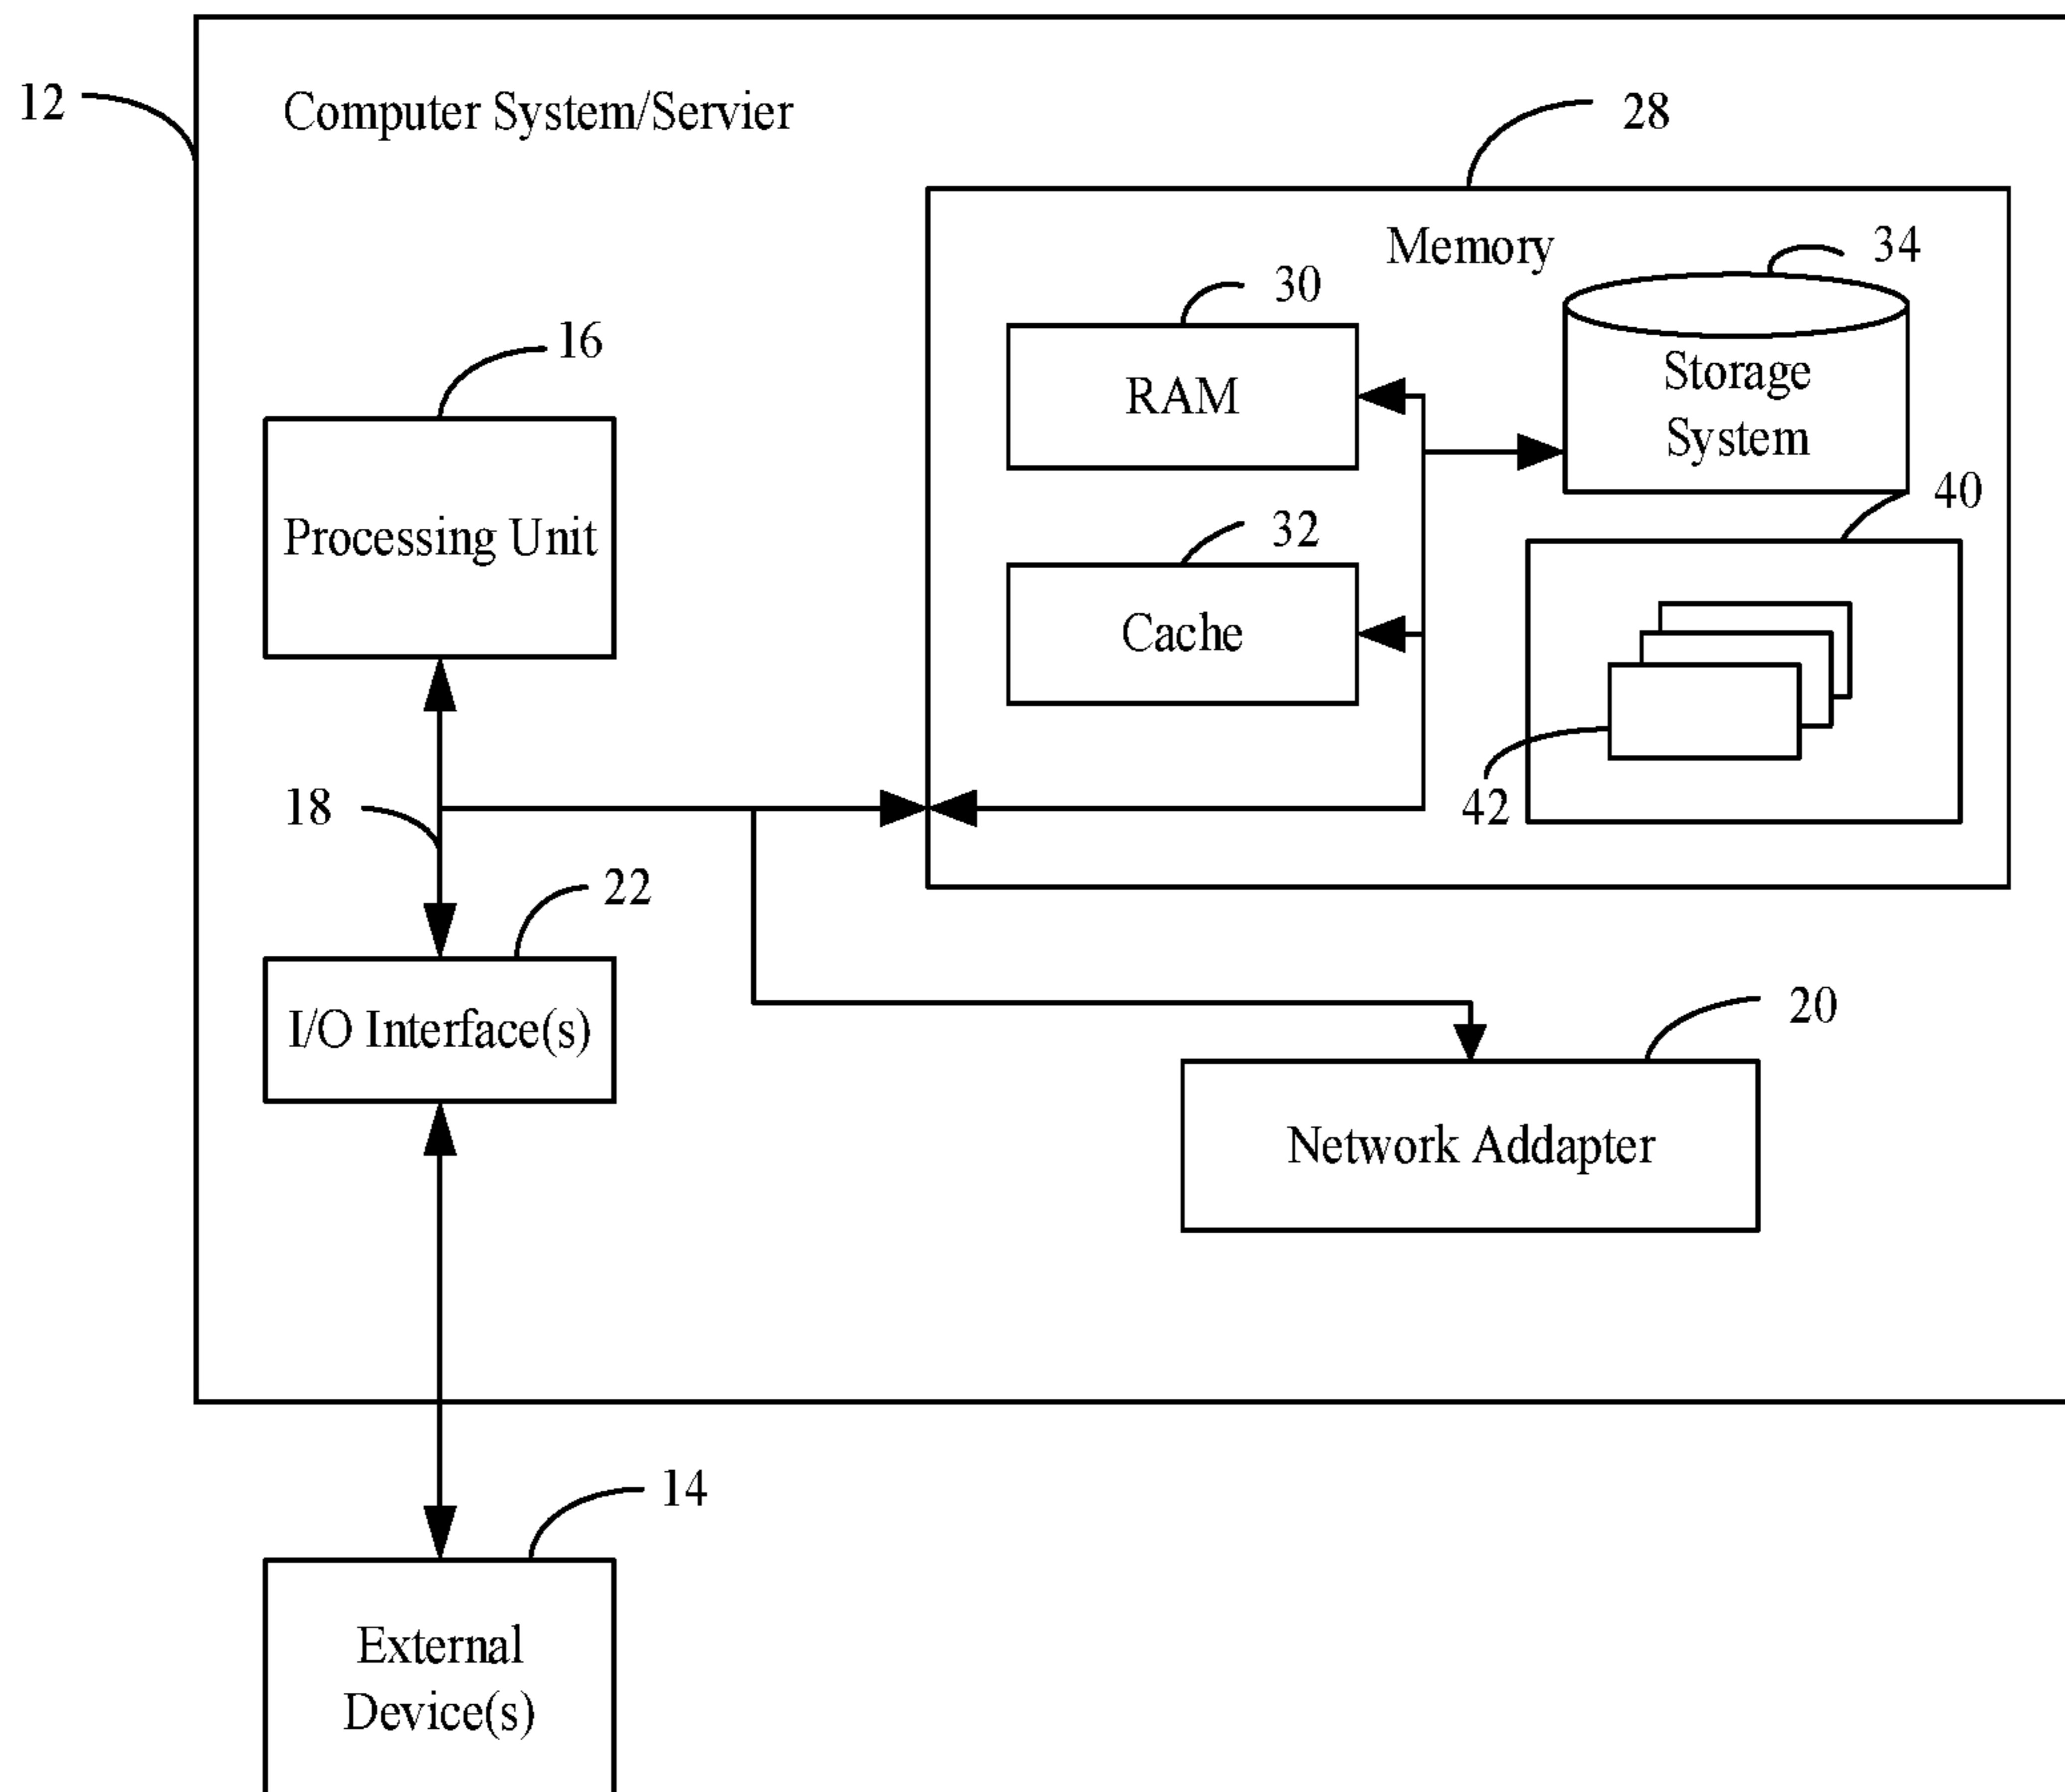 12
Computer System/Servier
28
Memory
34
30
16
RAM
Storage
System
40
Processing Unit
32
Cache
18
42
22
I/O Interface(s)
20
Network Addapter
14
External
Device(s)